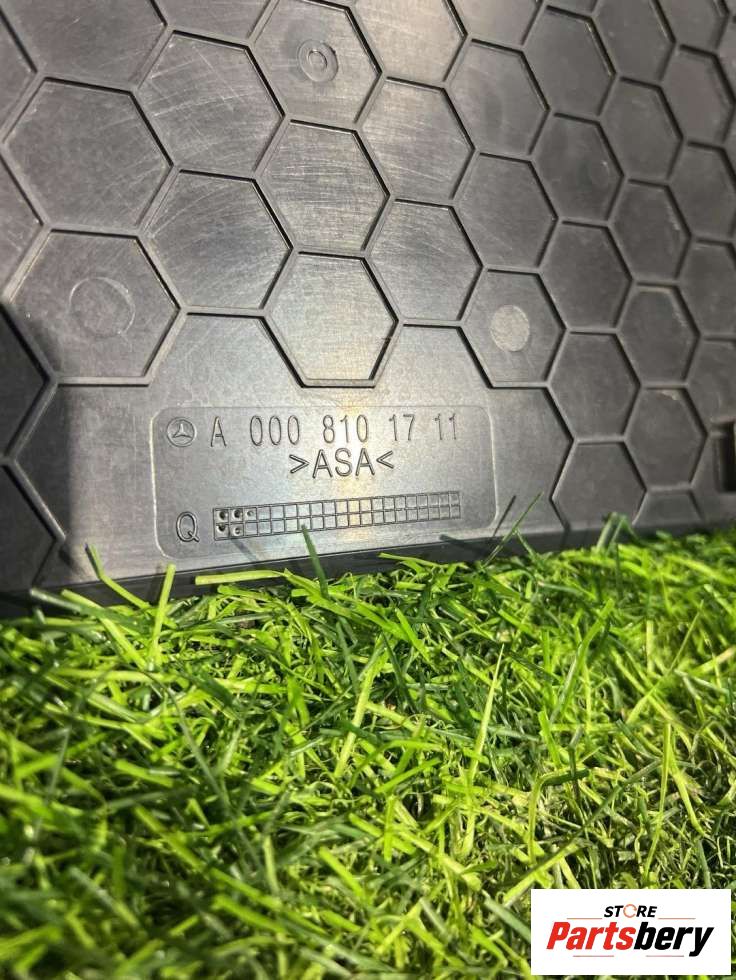 A 000 810 17 11
>ASA<
Q
STORE
Partsbery